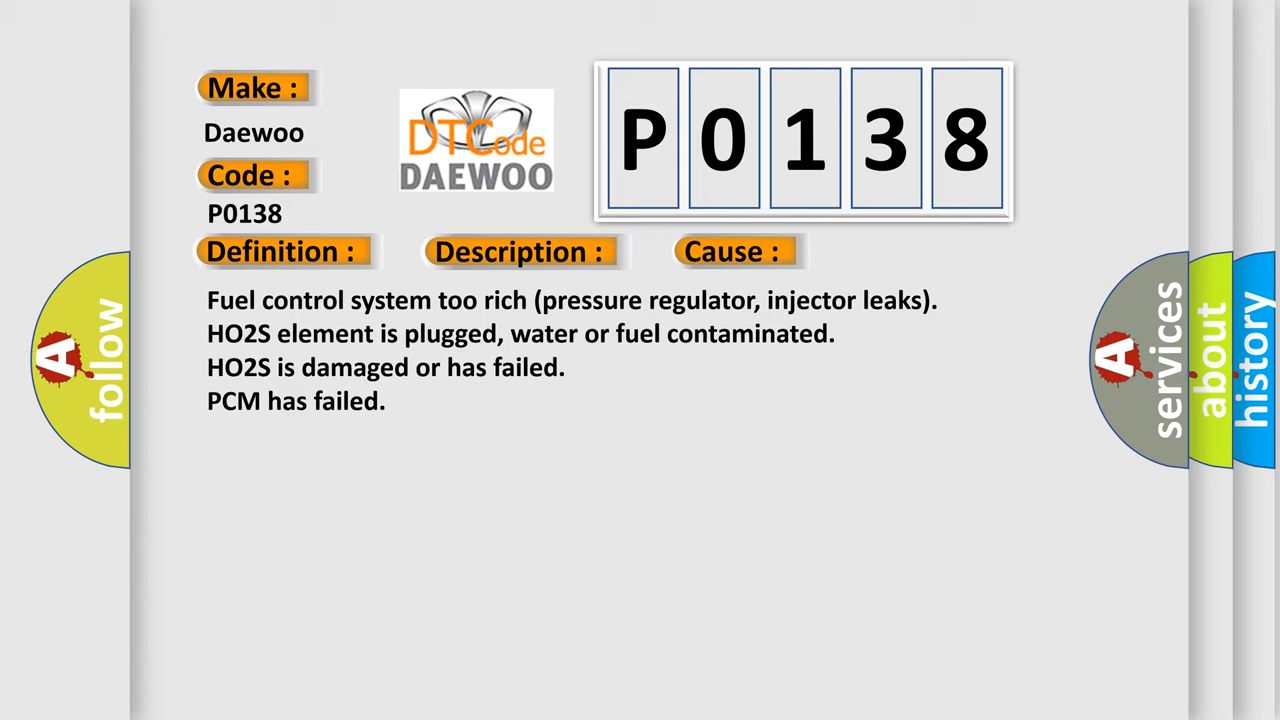 Make :
Daewoo
Code :
P0138
DTCode
DAEWOO
P 0 1 3 8
Definition :
Description :
Cause :
Fuel control system too rich (pressure regulator, injector leaks).
HO2S element is plugged, water or fuel contaminated.
HO2S is damaged or has failed.
PCM has failed.
A
follow
A
services
about
history